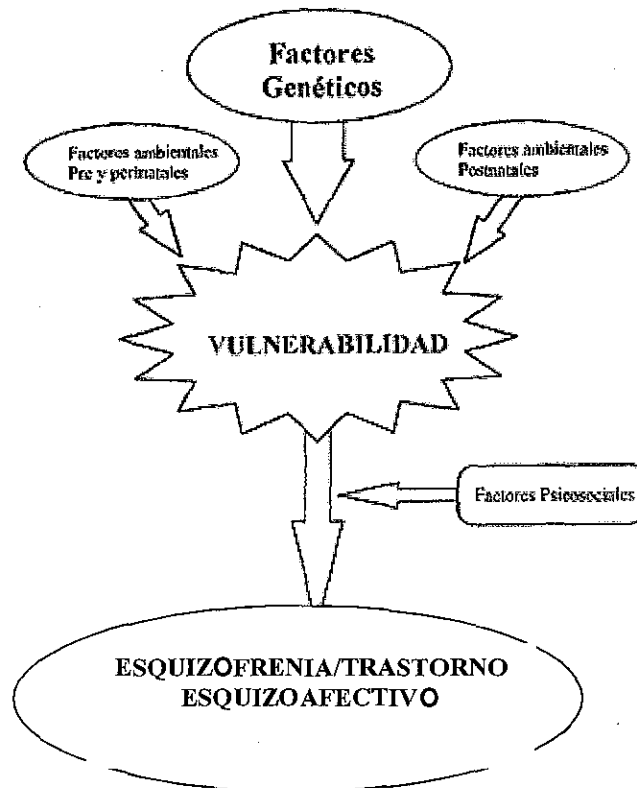 Factores
Genéticos
Factores ambientales
Pre y perinatales
Factores ambientales
Postnatales
VULNERABILIDAD
Factores Psicosociales
ESQUIZOFRENIA/TRASTORNO
ESQUIZOAFECTIVO